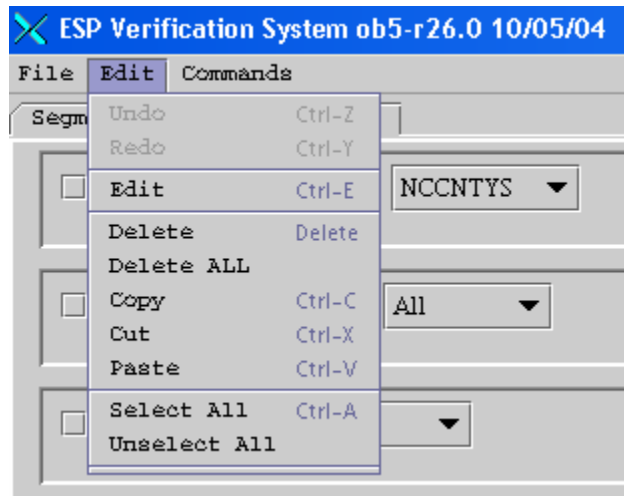 ESP Verification System ob5-r26.0 10/05/04
File Edit Commands
Segm
Undo Ctrl-Z
Redo Ctrl-Y
Edit Ctrl-E
NCCNTYS
Delete Delete
Delete ALL
Copy Ctrl-C
All
Cut Ctrl-X
Paste Ctrl-V
Select All Ctrl-A
Unselect All